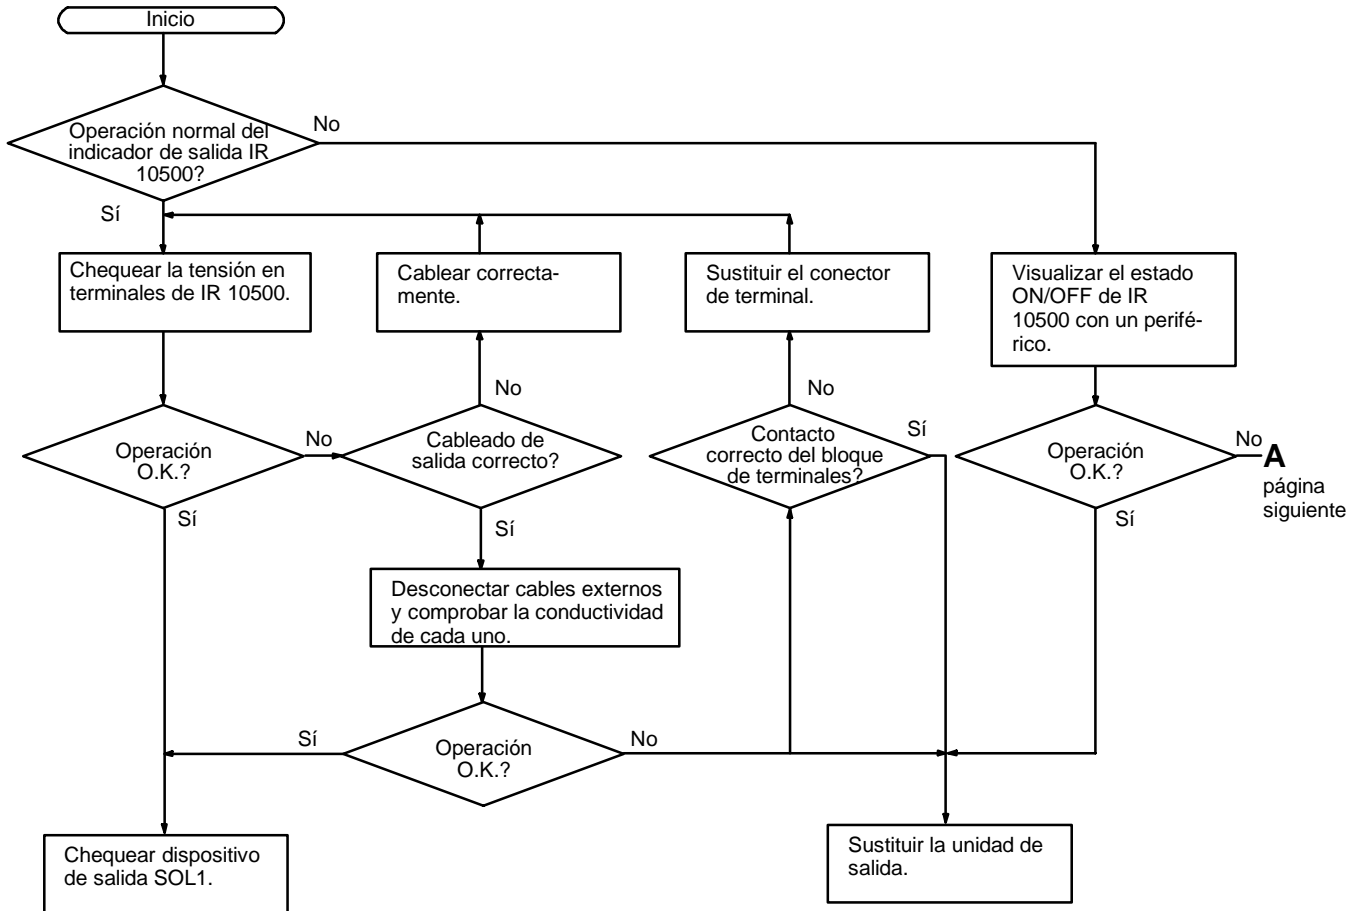 Inicio
Operación normal del
indicador de salida IR
10500?
No
Sí
Chequear la tensión en
terminales de IR 10500.
Cablear correcta-
mente.
Sustituir el conector
de terminal.
Visualizar el estado
ON/OFF de IR
10500 con un perifé-
rico.
No
No
Operación
O.K.?
No
Cableado de
salida correcto?
Contacto
correcto del bloque
de terminales?
Sí
Operación
O.K.?
No
A
página
siguiente
Sí
Sí
Sí
Desconectar cables externos
y comprobar la conductividad
de cada uno.
Sí
Operación
O.K.?
No
Chequear dispositivo
de salida SOL1.
Sustituir la unidad de
salida.